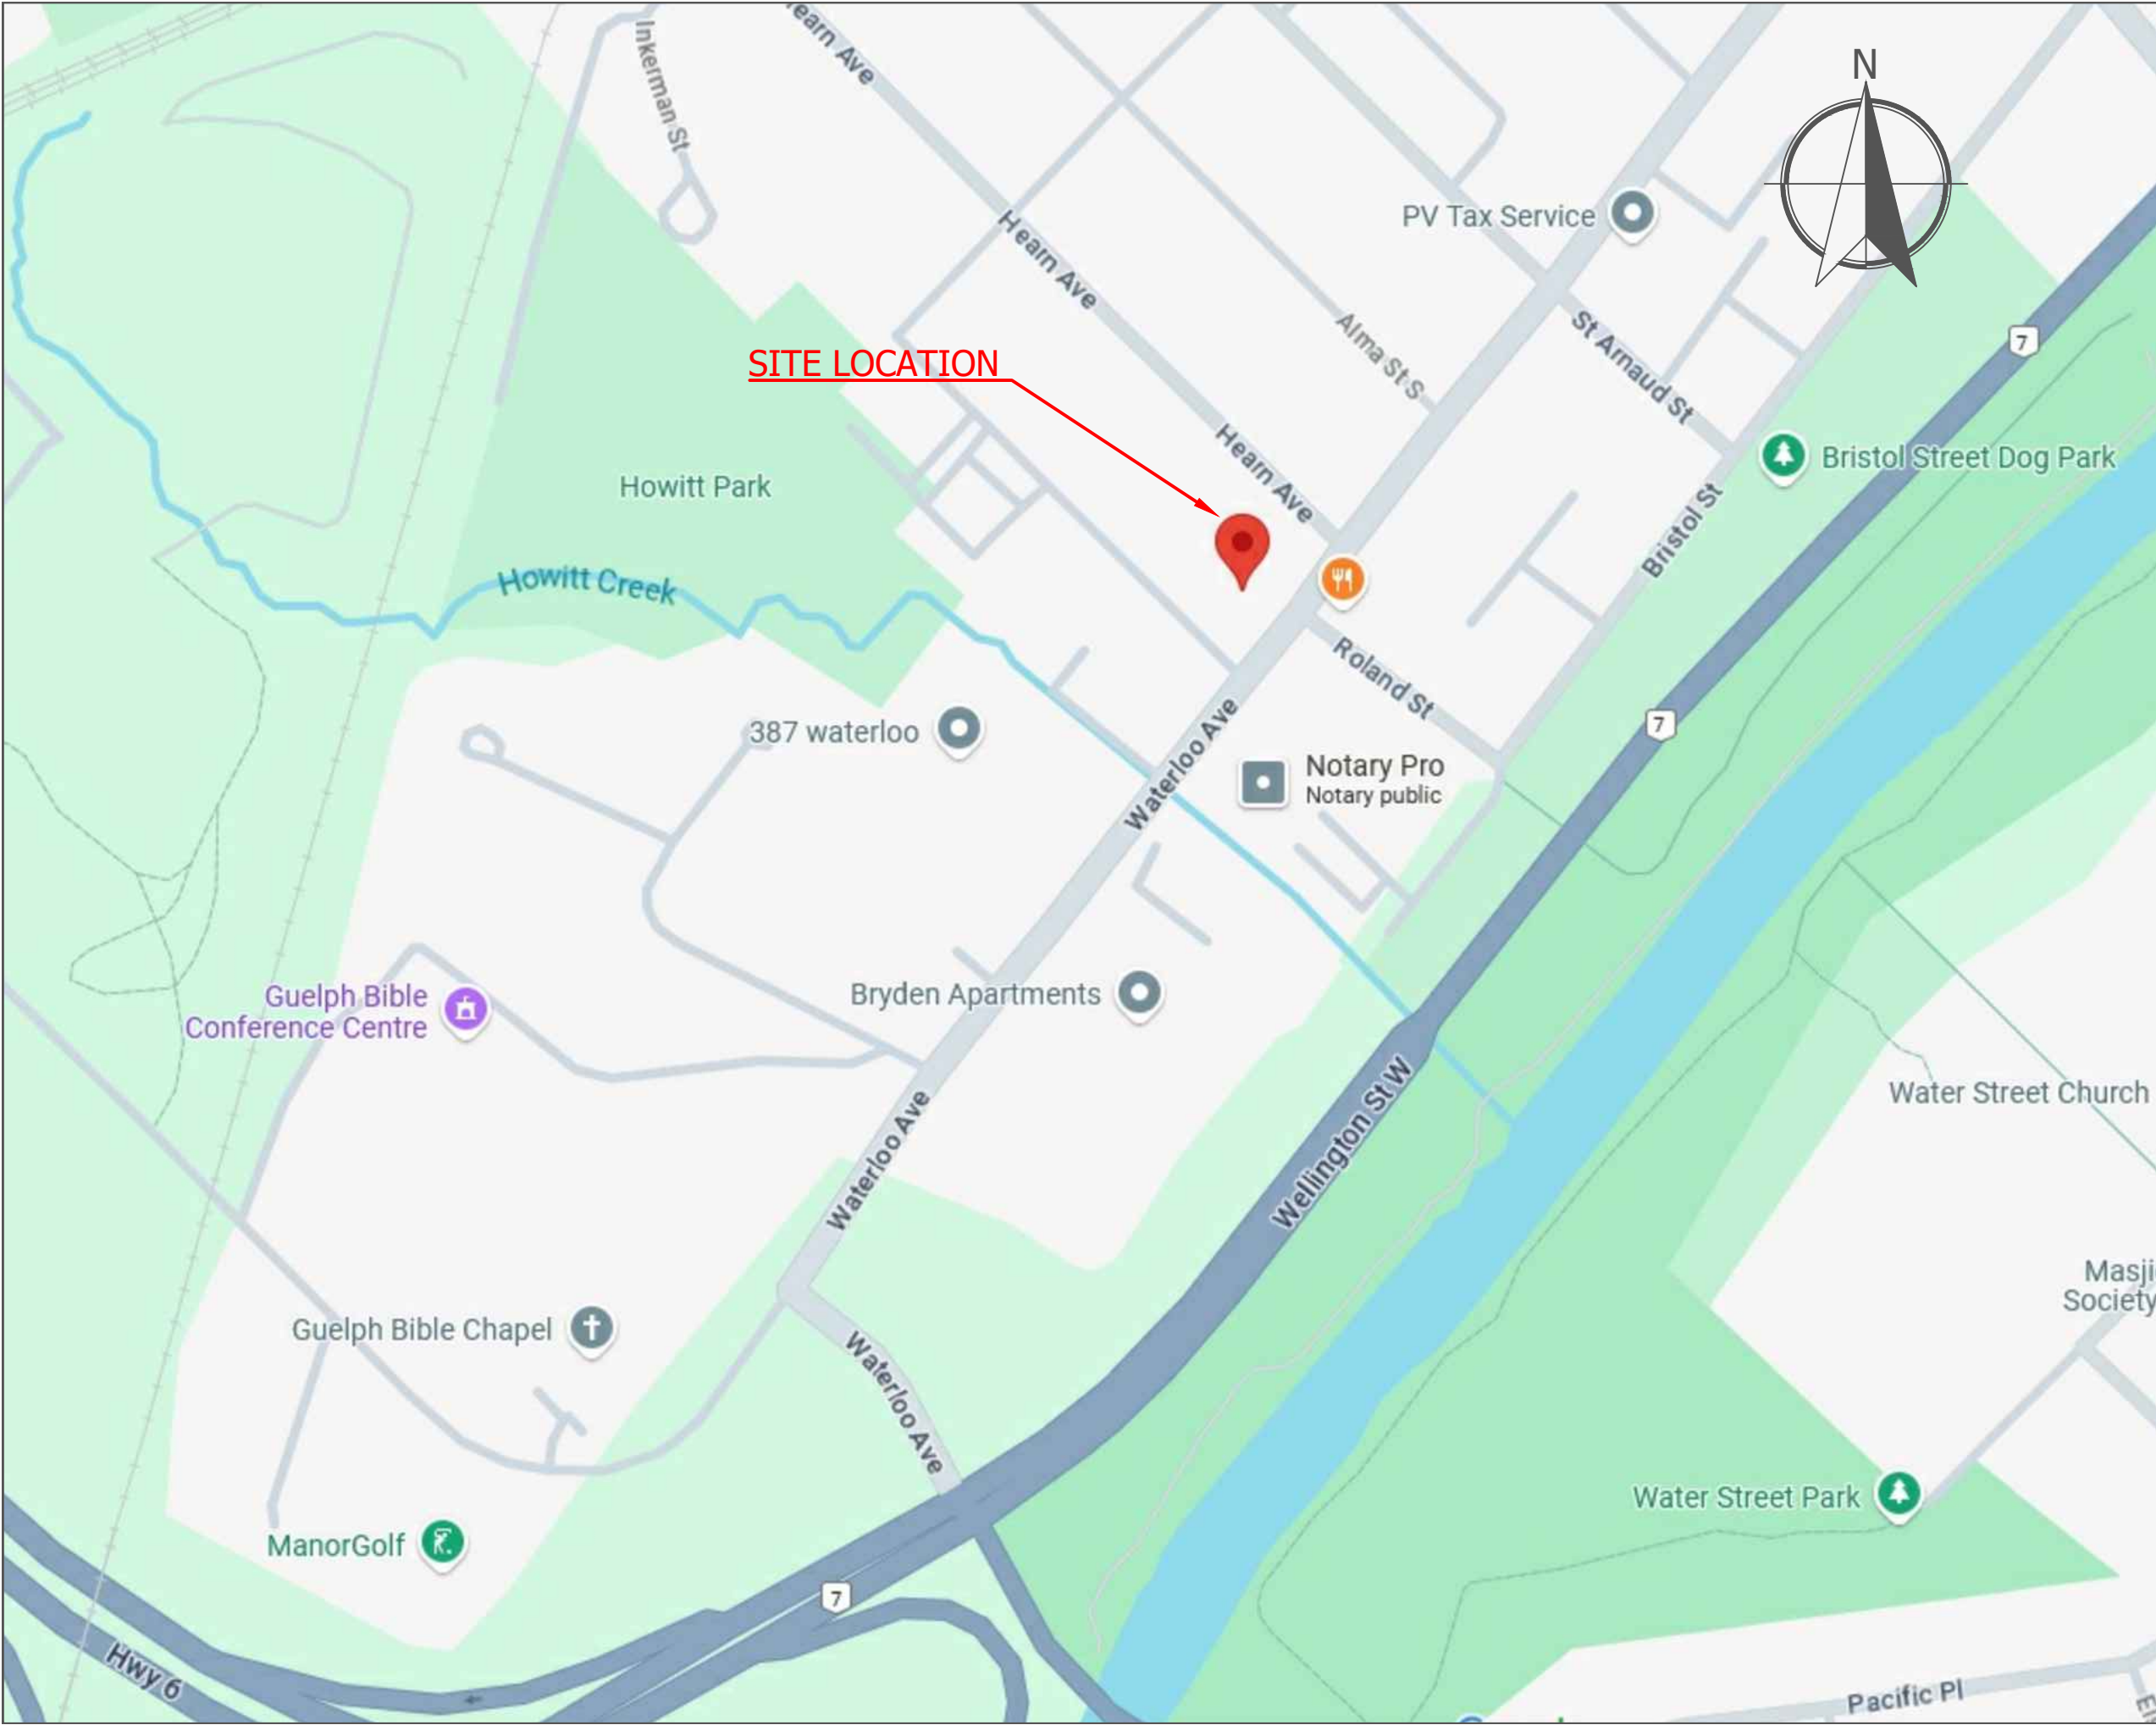 Hearn Ave
Inkerman St
N
PV Tax Service
Hearn Ave
Alma St S
St Arnaud St
7
SITE LOCATION
Hearn Ave
Bristol Street Dog Park
Howitt Park
Bristol St
Howitt Creek
Roland St
7
387 waterloo
Waterloo Ave
Notary Pro
Notary public
Bryden Apartments
Guelph Bible
Conference Centre
Wellington St W
Water Street Church
Waterloo Ave
Masji
Society
Guelph Bible Chapel
Waterloo Ave
Water Street Park
ManorGolf
7
Hwy 6
Pacific Pl